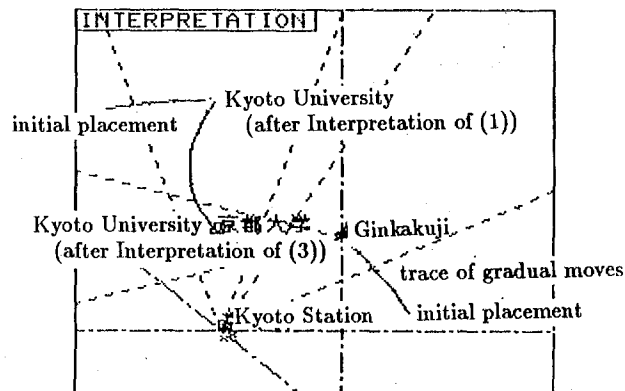 INTERPRETATION
Kyoto University
initial placement
(after Interpretation of (1))
Kyoto University 京都大学
Ginkakuji
(after Interpretation of (3))
trace of gradual moves
initial placement
Kyoto Station